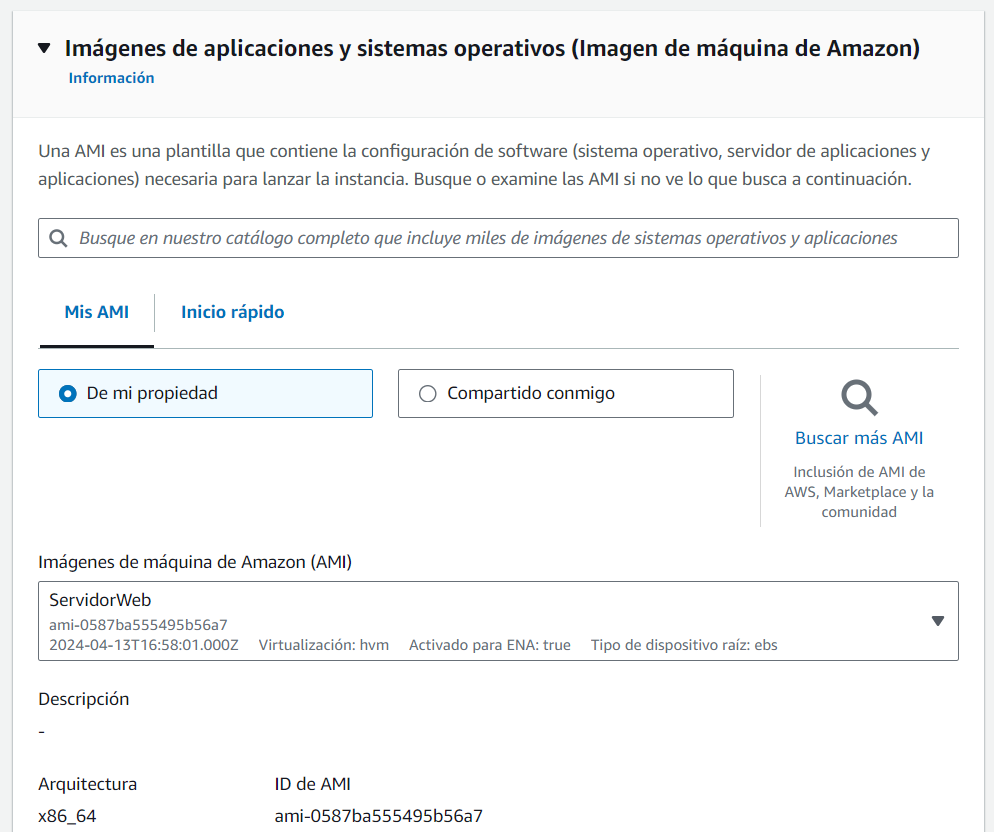 Imágenes de aplicaciones y sistemas operativos (Imagen de máquina de Amazon)
Información
Una AMI es una plantilla que contiene la configuración de software (sistema operativo, servidor de aplicaciones y
aplicaciones) necesaria para lanzar la instancia. Busque o examine las AMI si no ve lo que busca a continuación.
Busque en nuestro catálogo completo que incluye miles de imágenes de sistemas operativos y aplicaciones
Mis AMI
Inicio rápido
De mi propiedad
Compartido conmigo
Buscar más AMI
Inclusión de AMI de
AWS, Marketplace y la
comunidad
Imágenes de máquina de Amazon (AMI)
ServidorWeb
ami-0587ba555495b56a7
2024-04-13T16:58:01.000Z Virtualización: hvm Activado para ENA: true Tipo de dispositivo raíz: ebs
Descripción
-
Arquitectura ID de AMI
x86_64 ami-0587ba555495b56a7